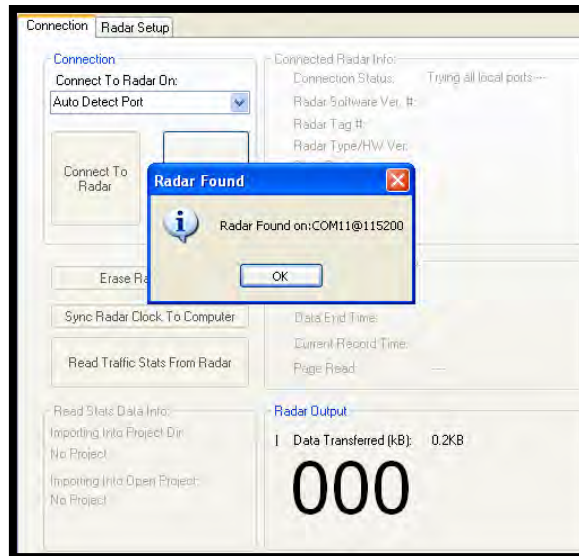 Connection
Radar Setup
Connection
Connect To Radar On:
Auto Detect Port
Connect To
Radar
Connected Radar Info:
Connection Status: Trying all local ports ---
Radar Software Ver. #:
Radar Tag #:
Radar Type/HW Ver:
Radar Found
Radar Found on:COM11@115200
OK
Erase Ra
Sync Radar Clock To Computer
Read Traffic Stats From Radar
Data End Time:
Current Record Time:
Page Read: ---
Read Stats Data Info:
Importing Into Project Dir:
No Project
Importing Into Open Project:
No Project
Radar Output
| Data Transferred (kB): 0.2KB
000